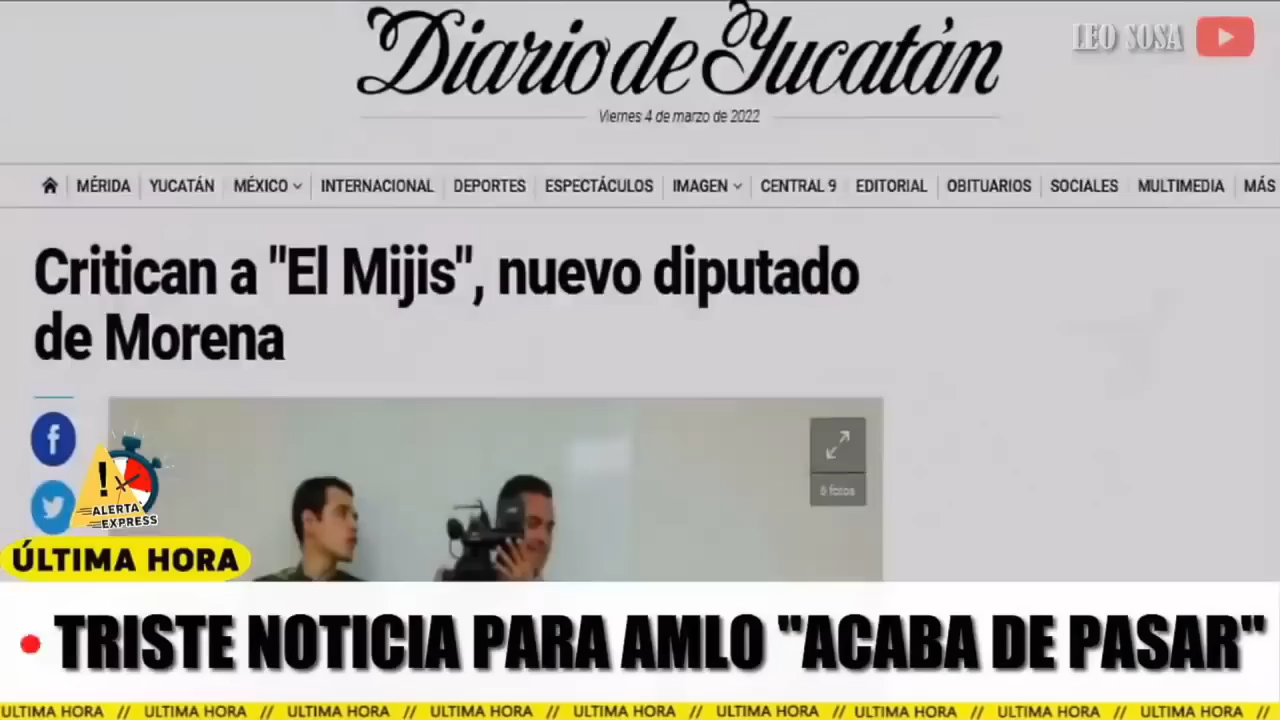 Diario de Yucatán
LEO SOSA
Viernes 4 de marzo de 2022
MÉRIDA YUCATÁN MÉXICO INTERNACIONAL DEPORTES ESPECTÁCULOS IMAGEN CENTRAL 9 EDITORIAL OBITUARIOS SOCIALES MULTIMEDIA MÁS
Critican a "El Mijis", nuevo diputado
de Morena
6 fotos
! ALERTA
EXPRESS
ÚLTIMA HORA
TRISTE NOTICIA PARA AMLO "ACABA DE PASAR"
ULTIMA HORA // ULTIMA HORA // ULTIMA HORA // ULTIMA HORA // ULTIMA HORA // ULTIMA HORA // ULTIMA HORA // ULTIMA HORA // ULTIMA HORA //